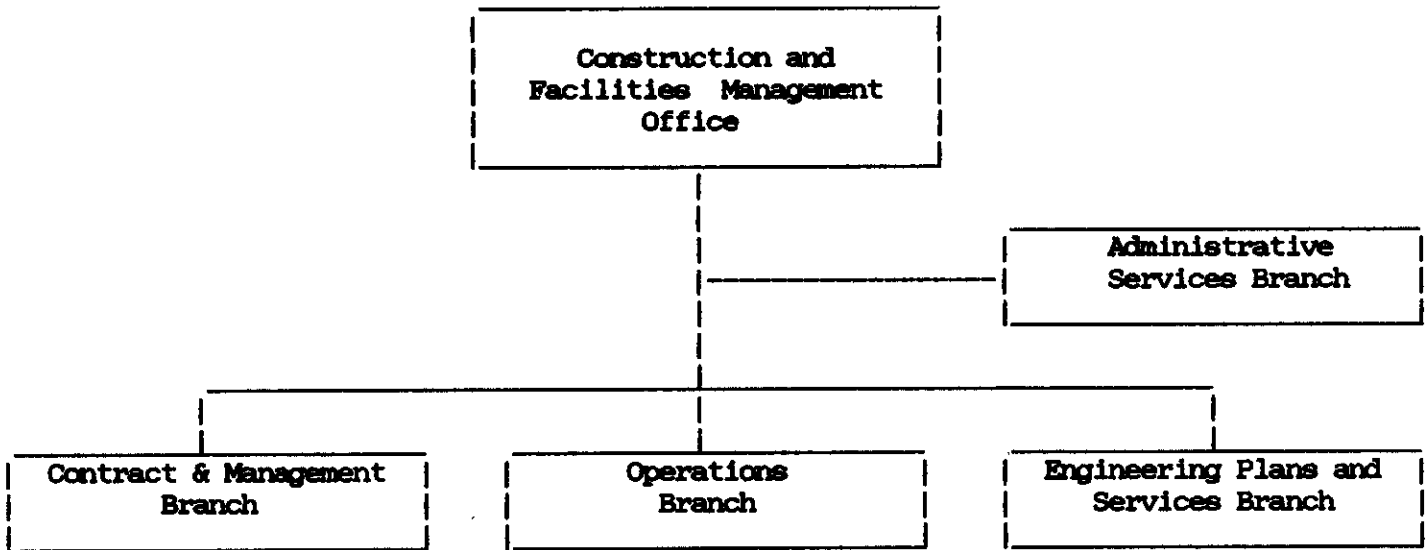 Construction and
Facilities Management
Office
Administrative
Services Branch
Contract & Management
Branch
Operations
Branch
Engineering Plans and
Services Branch